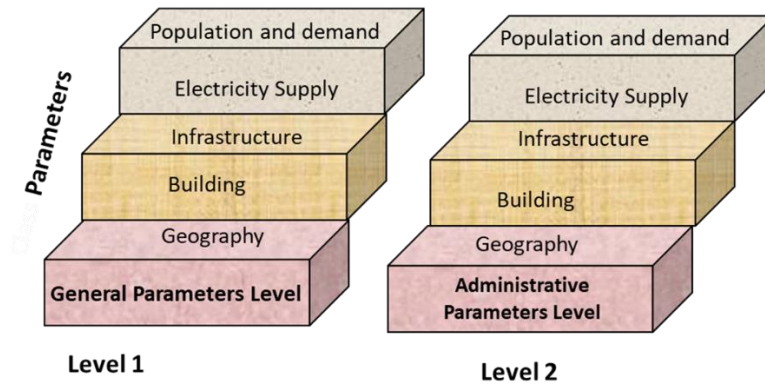 Class Parameters
Population and demand
Electricity Supply
Infrastructure
Building
Geography
General Parameters Level
Level 1
Population and demand
Electricity Supply
Infrastructure
Building
Geography
Administrative
Parameters Level
Level 2